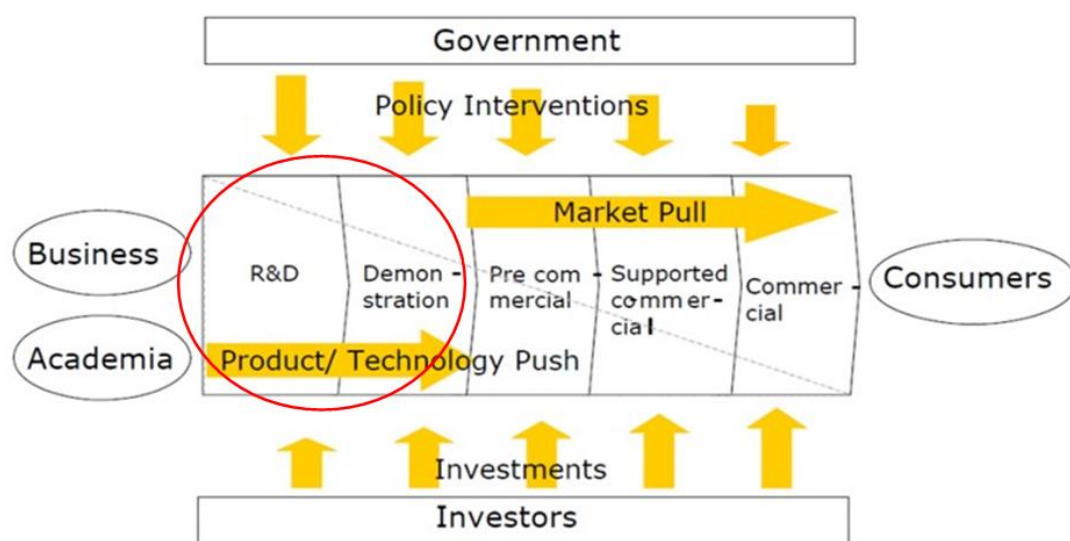 Government
Policy Interventions
Market Pull
Business
Academia
R&D
Demon -
stration
Pre com -
mercial
Supported
commer-
cial
Commer -
cial
Consumers
Product/ Technology Push
Investments
Investors